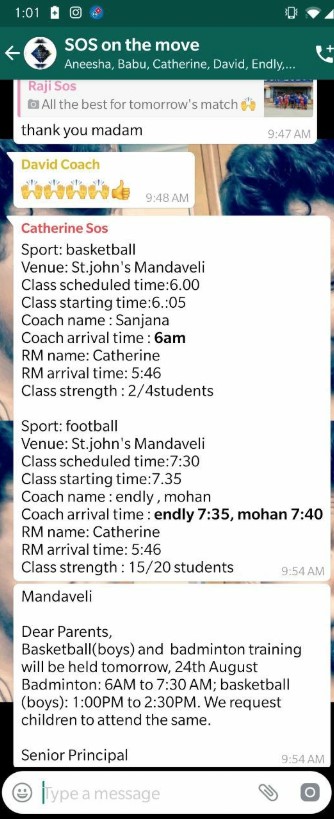 1:01
SOS on the move
Aneesha, Babu, Catherine, David, Endly,...
Raji Sos
All the best for tomorrow's match 🙌
thank you madam
9:47 AM
David Coach
🙌🙌🙌🙌👍
9:48 AM
Catherine Sos
Sport: basketball
Venue: St.john's Mandaveli
Class scheduled time:6.00
Class starting time:6.:05
Coach name : Sanjana
Coach arrival time : 6am
RM name: Catherine
RM arrival time: 5:46
Class strength : 2/4students
Sport: football
Venue: St.john's Mandaveli
Class scheduled time:7:30
Class starting time:7.35
Coach name : endly , mohan
Coach arrival time : endly 7:35, mohan 7:40
RM name: Catherine
RM arrival time: 5:46
Class strength : 15/20 students
9:54 AM
Mandaveli
Dear Parents,
Basketball(boys) and badminton training
will be held tomorrow, 24th August
Badminton: 6AM to 7:30 AM; basketball
(boys): 1:00PM to 2:30PM. We request
children to attend the same.
Senior Principal
9:54 AM
Type a message